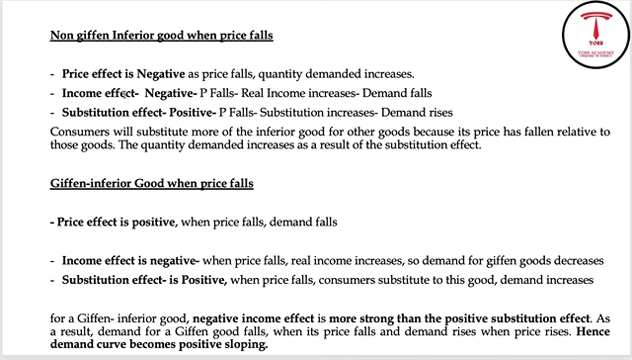 Non giffen Inferior good when price falls
YOBE
YOBE ACADEMY
- Price effect is Negative as price falls, quantity demanded increases.
- Income effect- Negative- P Falls- Real Income increases- Demand falls
- Substitution effect- Positive- P Falls- Substitution increases- Demand rises
Consumers will substitute more of the inferior good for other goods because its price has fallen relative to
those goods. The quantity demanded increases as a result of the substitution effect.
Giffen-inferior Good when price falls
- Price effect is positive, when price falls, demand falls
- Income effect is negative- when price falls, real income increases, so demand for giffen goods decreases
- Substitution effect- is Positive, when price falls, consumers substitute to this good, demand increases
for a Giffen- inferior good, negative income effect is more strong than the positive substitution effect. As
a result, demand for a Giffen good falls, when its price falls and demand rises when price rises. Hence
demand curve becomes positive sloping.